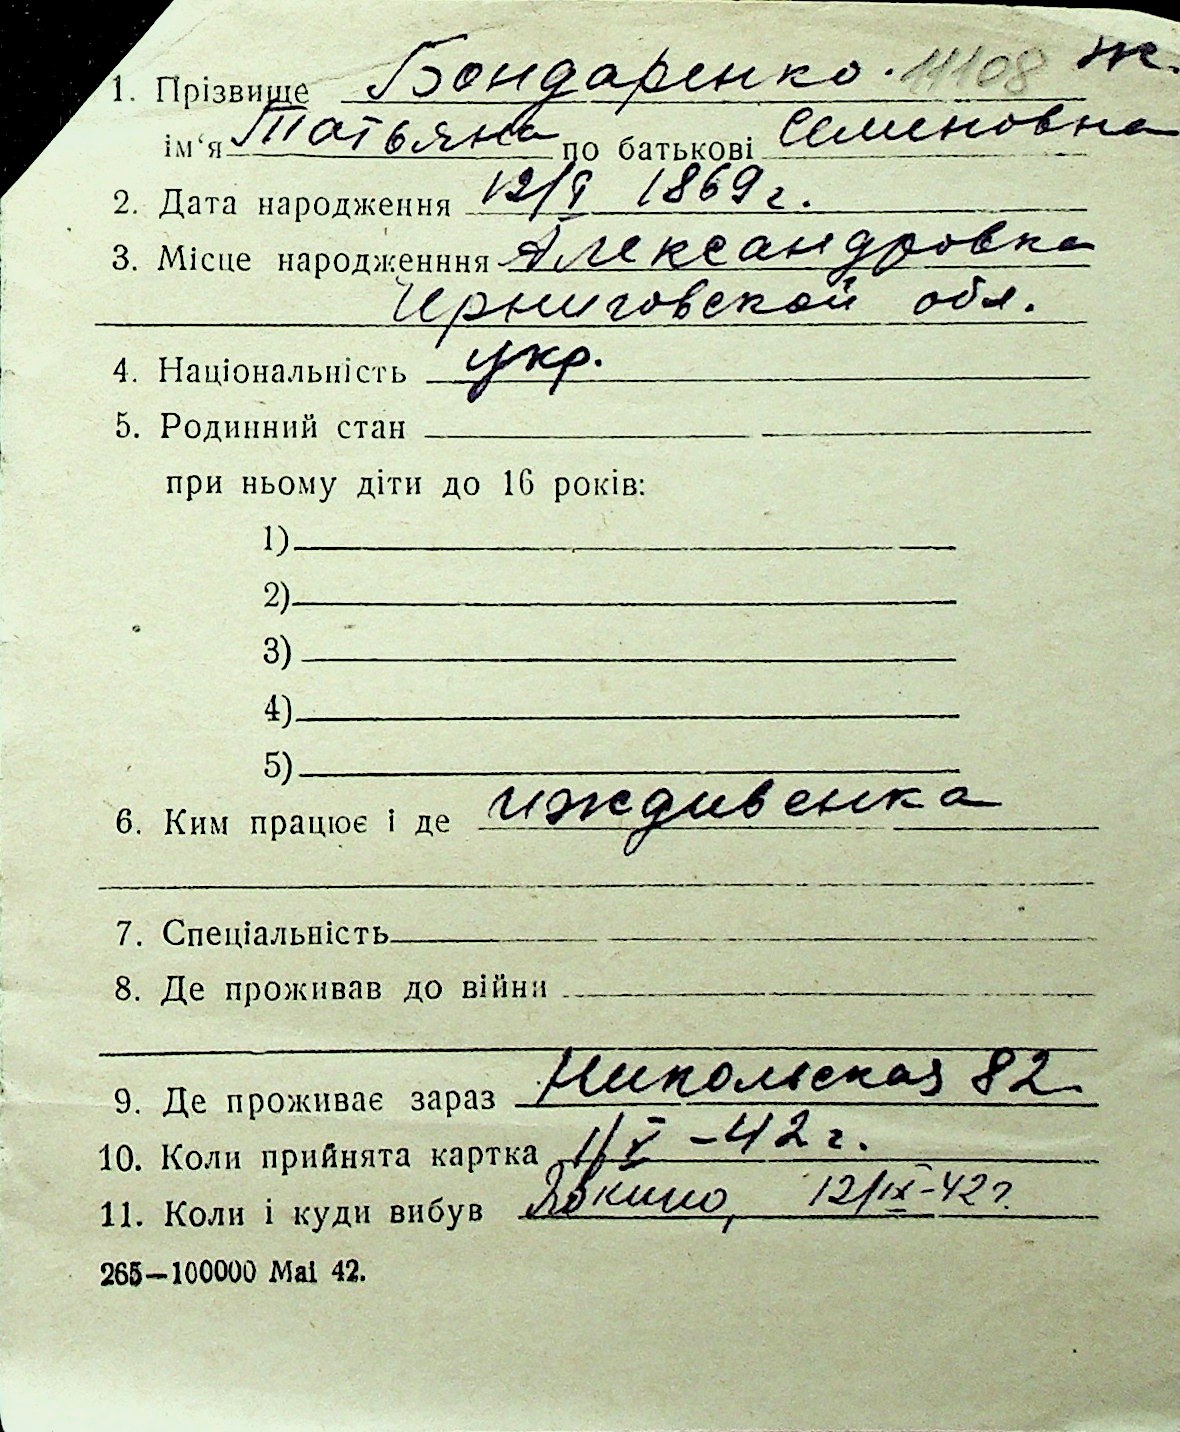 1. Прізвище Бондаренко. 11108 ж.
ім‘я Татьяна по батькові Семеновна
2. Дата народження 12/I 1869 г.
3. Місце народженння Александровка
Черниговской обл.
4. Національність укр.
5. Родинний стан
при ньому діти до 16 років:
1)
2)
3)
4)
5)
6. Ким працює і де иждивенка
7. Спеціальність
8. Де проживав до війни
9. Де проживає зараз Никольская 82
10. Коли прийнята картка 1/V -42 г.
11. Коли і куди вибув 12/IX-42 г.
265—100000 Mai 42.